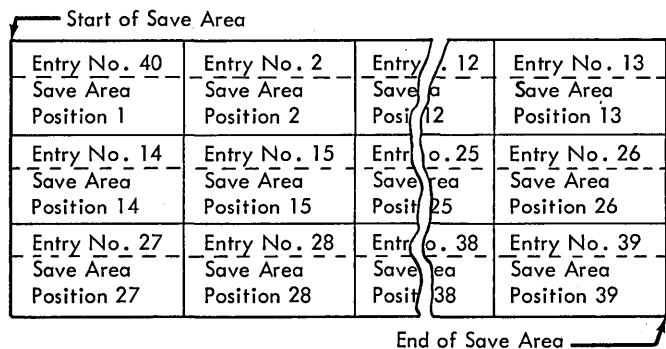 Start of Save Area
Entry No. 40 Entry No. 2 Entry . 12 Entry No. 13
Save Area Save Area Save a Save Area
Position 1 Position 2 Posi 12 Position 13
Entry No. 14 Entry No. 15 Ent o. 25 Entry No. 26
Save Area Save Area Save rea Save Area
Position 14 Position 15 Posit 25 Position 26
Entry No. 27 Entry No. 28 Entr o. 38 Entry No. 39
Save Area Save Area Save ea Save Area
Position 27 Position 28 Posit 38 Position 39
End of Save Area